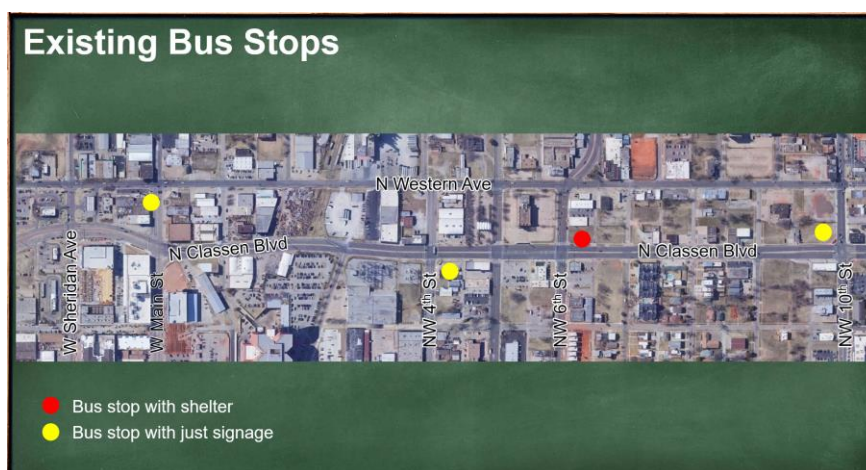 Existing Bus Stops
N Western Ave
N Classen Blvd
N Classen Blvd
W Sheridan Ave
W Main St
NW 4th St
NW 6th St
NW 10th St
Bus stop with shelter
Bus stop with just signage